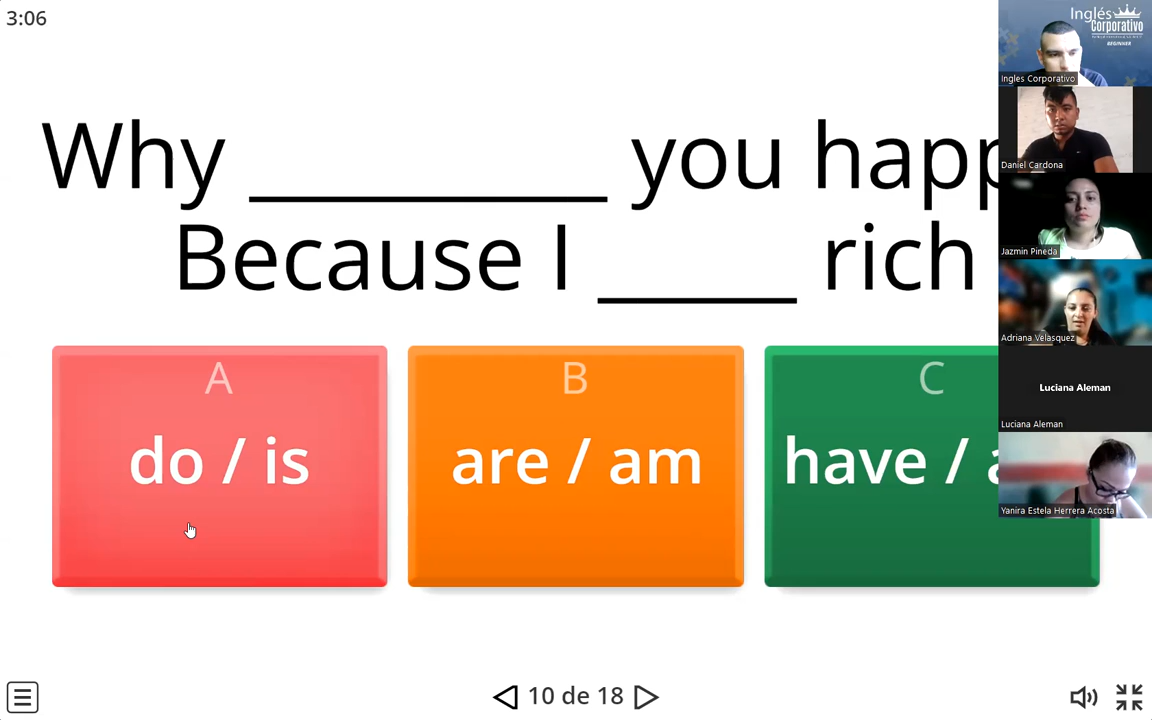 3:06
Why __________ you happ
Because I _____ rich
A
do / is
B
are / am
C
have / a
10 de 18
Inglés
Corporativo
BEGINNER
Ingles Corporativo
Daniel Cardona
Jazmin Pineda
Adriana Velasquez
Luciana Aleman
Luciana Aleman
Yanira Estela Herrera Acosta